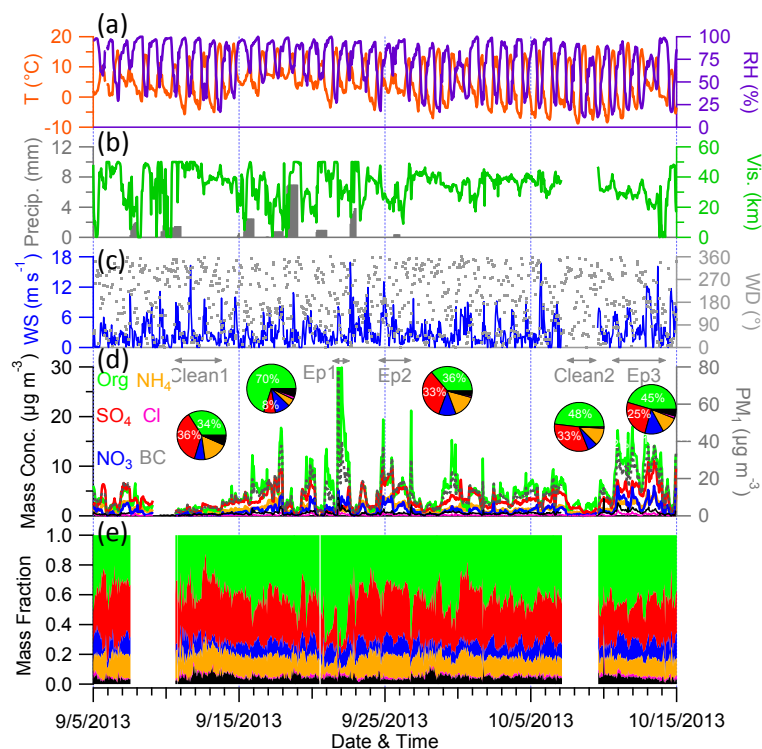 (a)
20
10
0
-10
T (°C)
100
75
50
25
0
RH (%)
(b)
12
8
4
0
Precip. (mm)
60
40
20
0
Vis. (km)
(c)
18
12
6
0
WS (m s⁻¹)
360
270
180
90
0
WD (°)
(d)
30
20
10
5
0
Mass Conc. (µg m⁻³)
80
60
40
20
0
PM₁ (µg m⁻³)
Clean1 Ep1 Ep2 Clean2 Ep3
Org NH₄
SO₄ Cl
NO₃ BC
34%
36%
70%
8%
36%
33%
48%
33%
45%
25%
(e)
1.0
0.8
0.6
0.4
0.2
0.0
Mass Fraction
9/5/2013 9/15/2013 9/25/2013 10/5/2013 10/15/2013
Date & Time